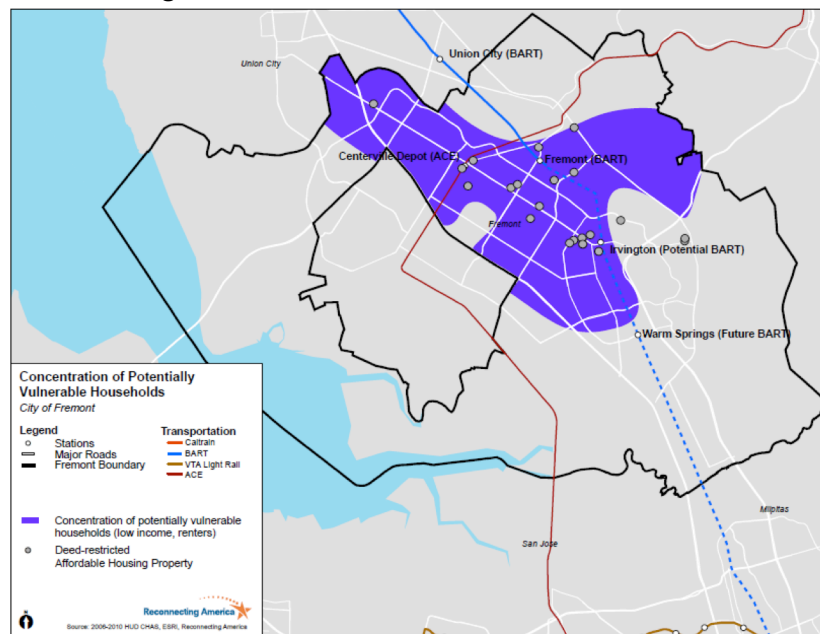 Union City (BART)
Union City
Centerville Depot (ACE)
Fremont (BART)
Fremont
Irvington (Potential BART)
Warm Springs (Future BART)
Concentration of Potentially
Vulnerable Households
City of Fremont
Legend
Stations
Major Roads
Fremont Boundary
Transportation
Caltrain
BART
VTA Light Rail
ACE
Concentration of potentially vulnerable
households (low income, renters)
Deed-restricted
Affordable Housing Property
Milpitas
San Jose
Reconnecting America
Source: 2006-2010 HUD CHAS, ESRI, Reconnecting America